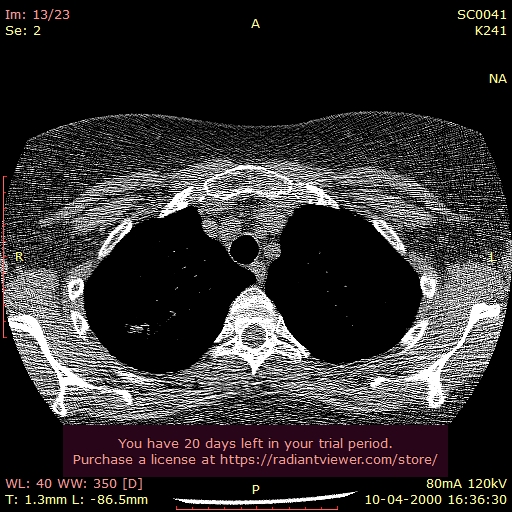 Im: 13/23
Se: 2
A
SC0041
K241
NA
R
L
You have 20 days left in your trial period.
Purchase a license at https://radiantviewer.com/store/
WL: 40 WW: 350 [D]
T: 1.3mm L: -86.5mm
P
80mA 120kV
10-04-2000 16:36:30